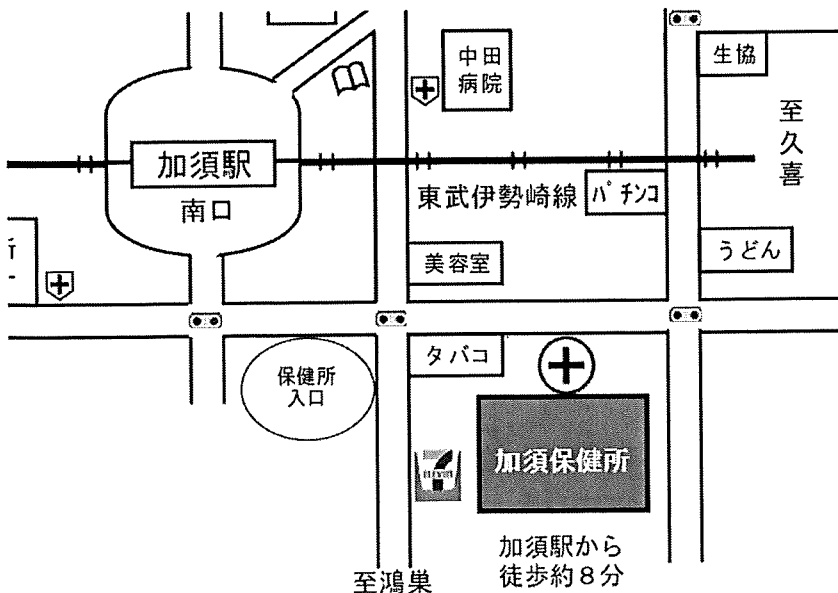 中田
病院
生協
至久喜
加須駅
南口
東武伊勢崎線
パチンコ
美容室
うどん
保健所
入口
タバコ
ELEVEN
加須保健所
加須駅から
徒歩約８分
至鴻巣